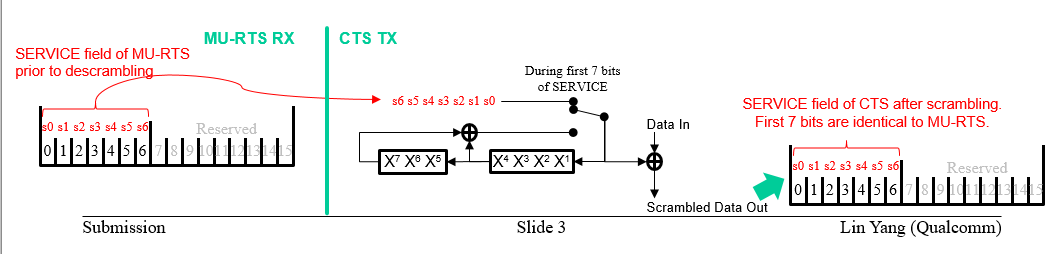 MU-RTS RX
CTS TX
SERVICE field of MU-RTS
prior to descrambling
s0 s1 s2 s3 s4 s5 s6
Reserved
0 1 2 3 4 5 6 7 8 9 10 11 12 13 14 15
During first 7 bits
of SERVICE
s6 s5 s4 s3 s2 s1 s0
X7 X6 X5
X4 X3 X2 X1
Data In
Scrambled Data Out
SERVICE field of CTS after scrambling.
First 7 bits are identical to MU-RTS.
s0 s1 s2 s3 s4 s5 s6
Reserved
0 1 2 3 4 5 6 7 8 9 10 11 12 13 14 15
Submission
Slide 3
Lin Yang (Qualcomm)